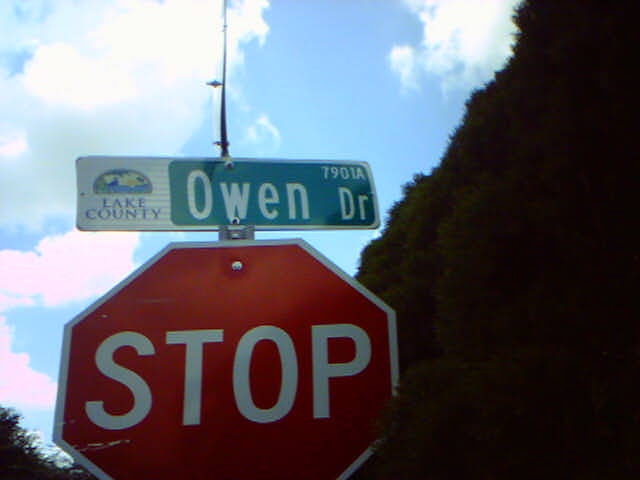 7901A
Owen Dr
LAKE
COUNTY
STOP